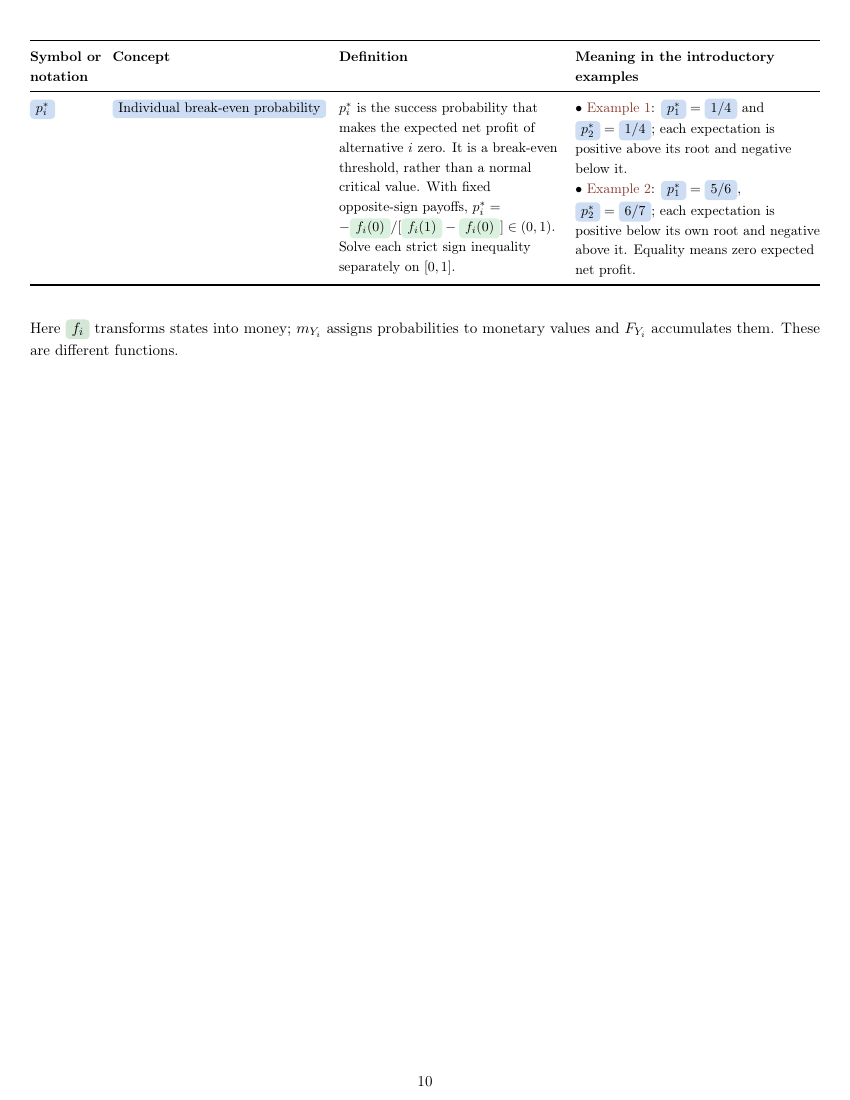 Symbol or notation Concept Definition Meaning in the introductory examples
p*_i Individual break-even probability
p*_i is the success probability that
makes the expected net profit of
alternative i zero. It is a break-even
threshold, rather than a normal
critical value. With fixed
opposite-sign payoffs, p*_i =
−f_i(0)/[f_i(1) − f_i(0)] ∈ (0, 1).
Solve each strict sign inequality
separately on [0, 1].
• Example 1: p*_1 = 1/4 and
p*_2 = 1/4; each expectation is
positive above its root and negative
below it.
• Example 2: p*_1 = 5/6,
p*_2 = 6/7; each expectation is
positive below its own root and negative
above it. Equality means zero expected
net profit.
Here f_i transforms states into money; m_{Y_i} assigns probabilities to monetary values and F_{Y_i} accumulates them. These
are different functions.
10